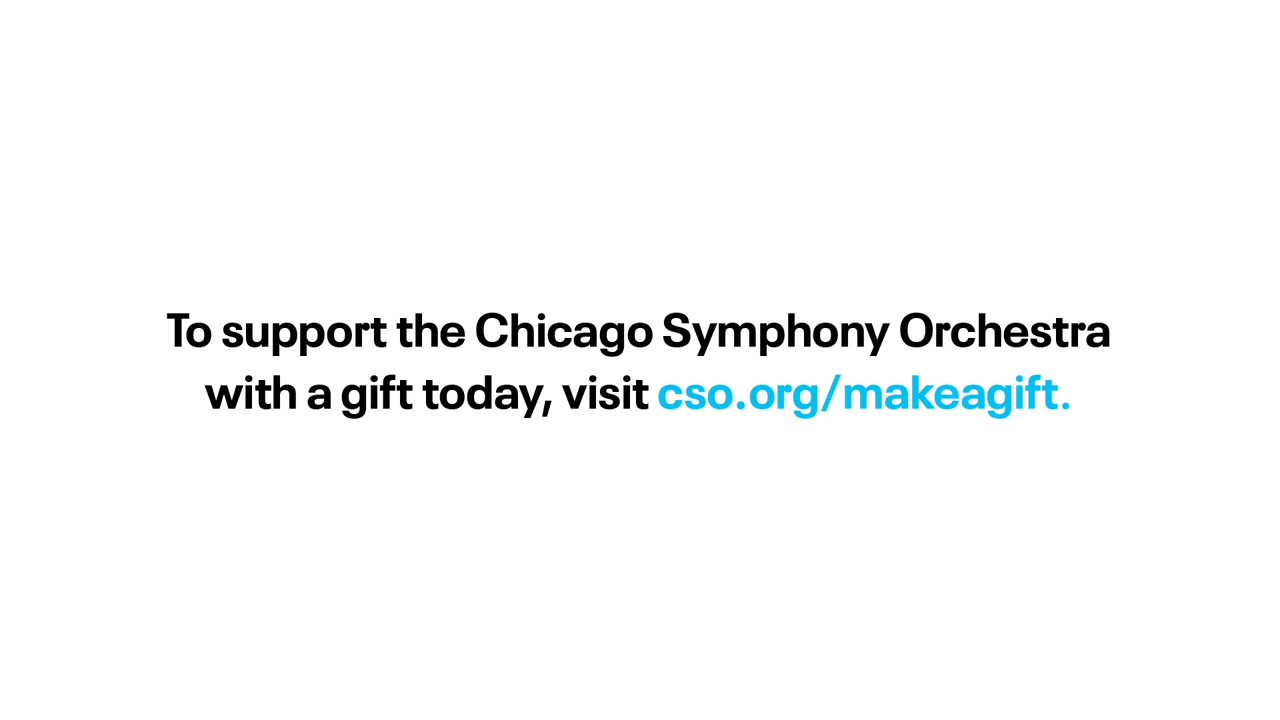 To support the Chicago Symphony Orchestra
with a gift today, visit cso.org/makeagift.